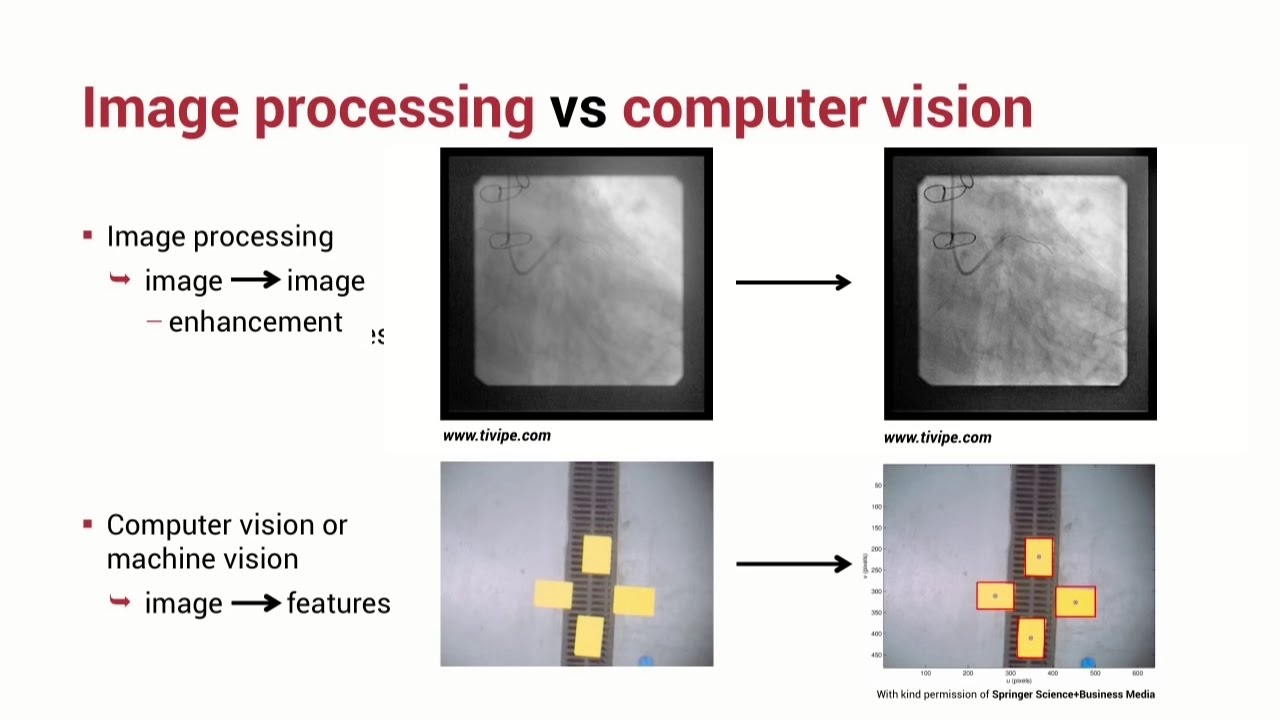 Image processing vs computer vision
▪ Image processing
image → image
– enhancement
es
www.tivipe.com
www.tivipe.com
▪ Computer vision or
machine vision
image → features
50
100
150
200
250
300
350
400
450
v (pixels)
100 200 300 400 500 600
u (pixels)
With kind permission of Springer Science+Business Media